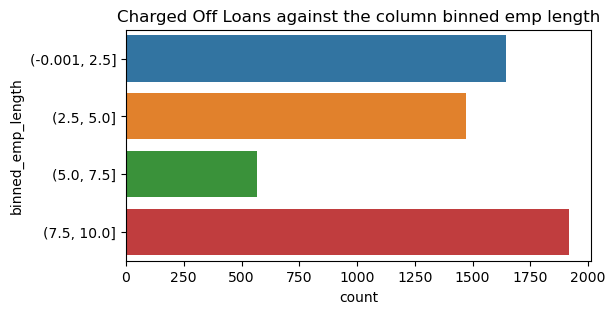 Charged Off Loans against the column binned emp length
binned_emp_length
(-0.001, 2.5]
(2.5, 5.0]
(5.0, 7.5]
(7.5, 10.0]
0 250 500 750 1000 1250 1500 1750 2000
count